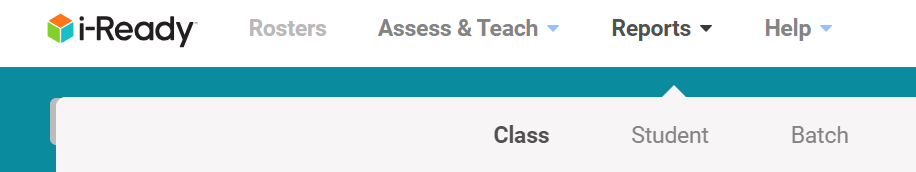 i-Ready Rosters Assess & Teach Reports Help
Class Student Batch